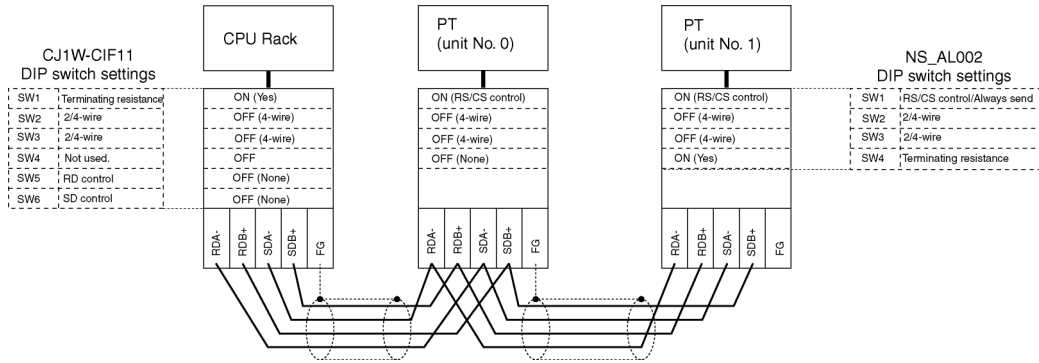 CJ1W-CIF11
DIP switch settings
SW1 Terminating resistance
SW2 2/4-wire
SW3 2/4-wire
SW4 Not used.
SW5 RD control
SW6 SD control
CPU Rack
ON (Yes)
OFF (4-wire)
OFF (4-wire)
OFF
OFF (None)
OFF (None)
RDA- RDB+ SDA- SDB+ FG
PT
(unit No. 0)
ON (RS/CS control)
OFF (4-wire)
OFF (4-wire)
OFF (None)
RDA- RDB+ SDA- SDB+ FG
PT
(unit No. 1)
ON (RS/CS control)
OFF (4-wire)
OFF (4-wire)
ON (Yes)
RDA- RDB+ SDA- SDB+ FG
NS_AL002
DIP switch settings
SW1 RS/CS control/Always send
SW2 2/4-wire
SW3 2/4-wire
SW4 Terminating resistance